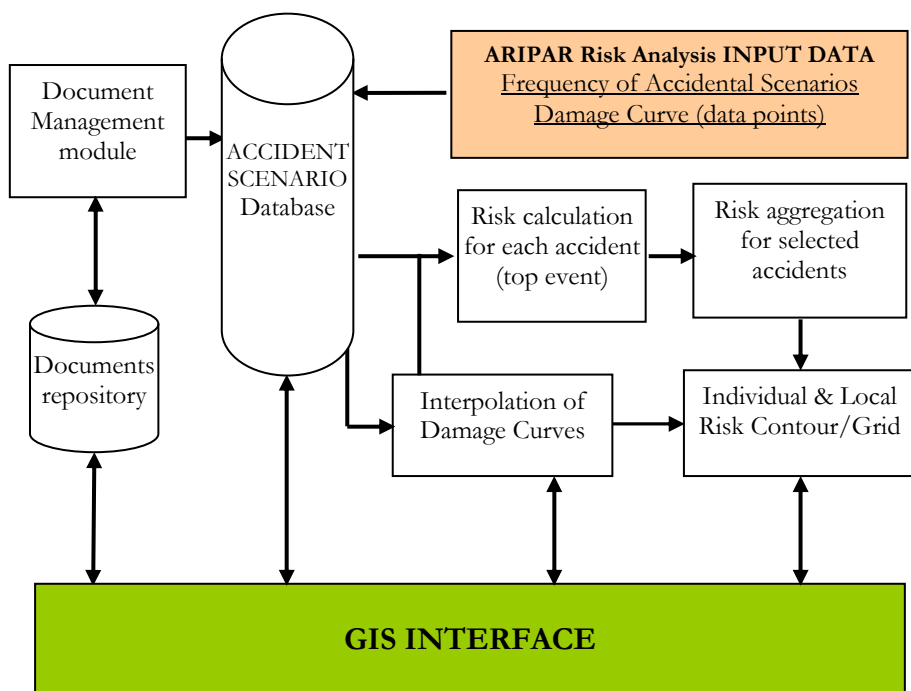 Document
Management
module
ACCIDENT
SCENARIO
Database
ARIPAR Risk Analysis INPUT DATA
Frequency of Accidental Scenarios
Damage Curve (data points)
Risk calculation
for each accident
(top event)
Risk aggregation
for selected
accidents
Documents
repository
Interpolation of
Damage Curves
Individual & Local
Risk Contour/Grid
GIS INTERFACE